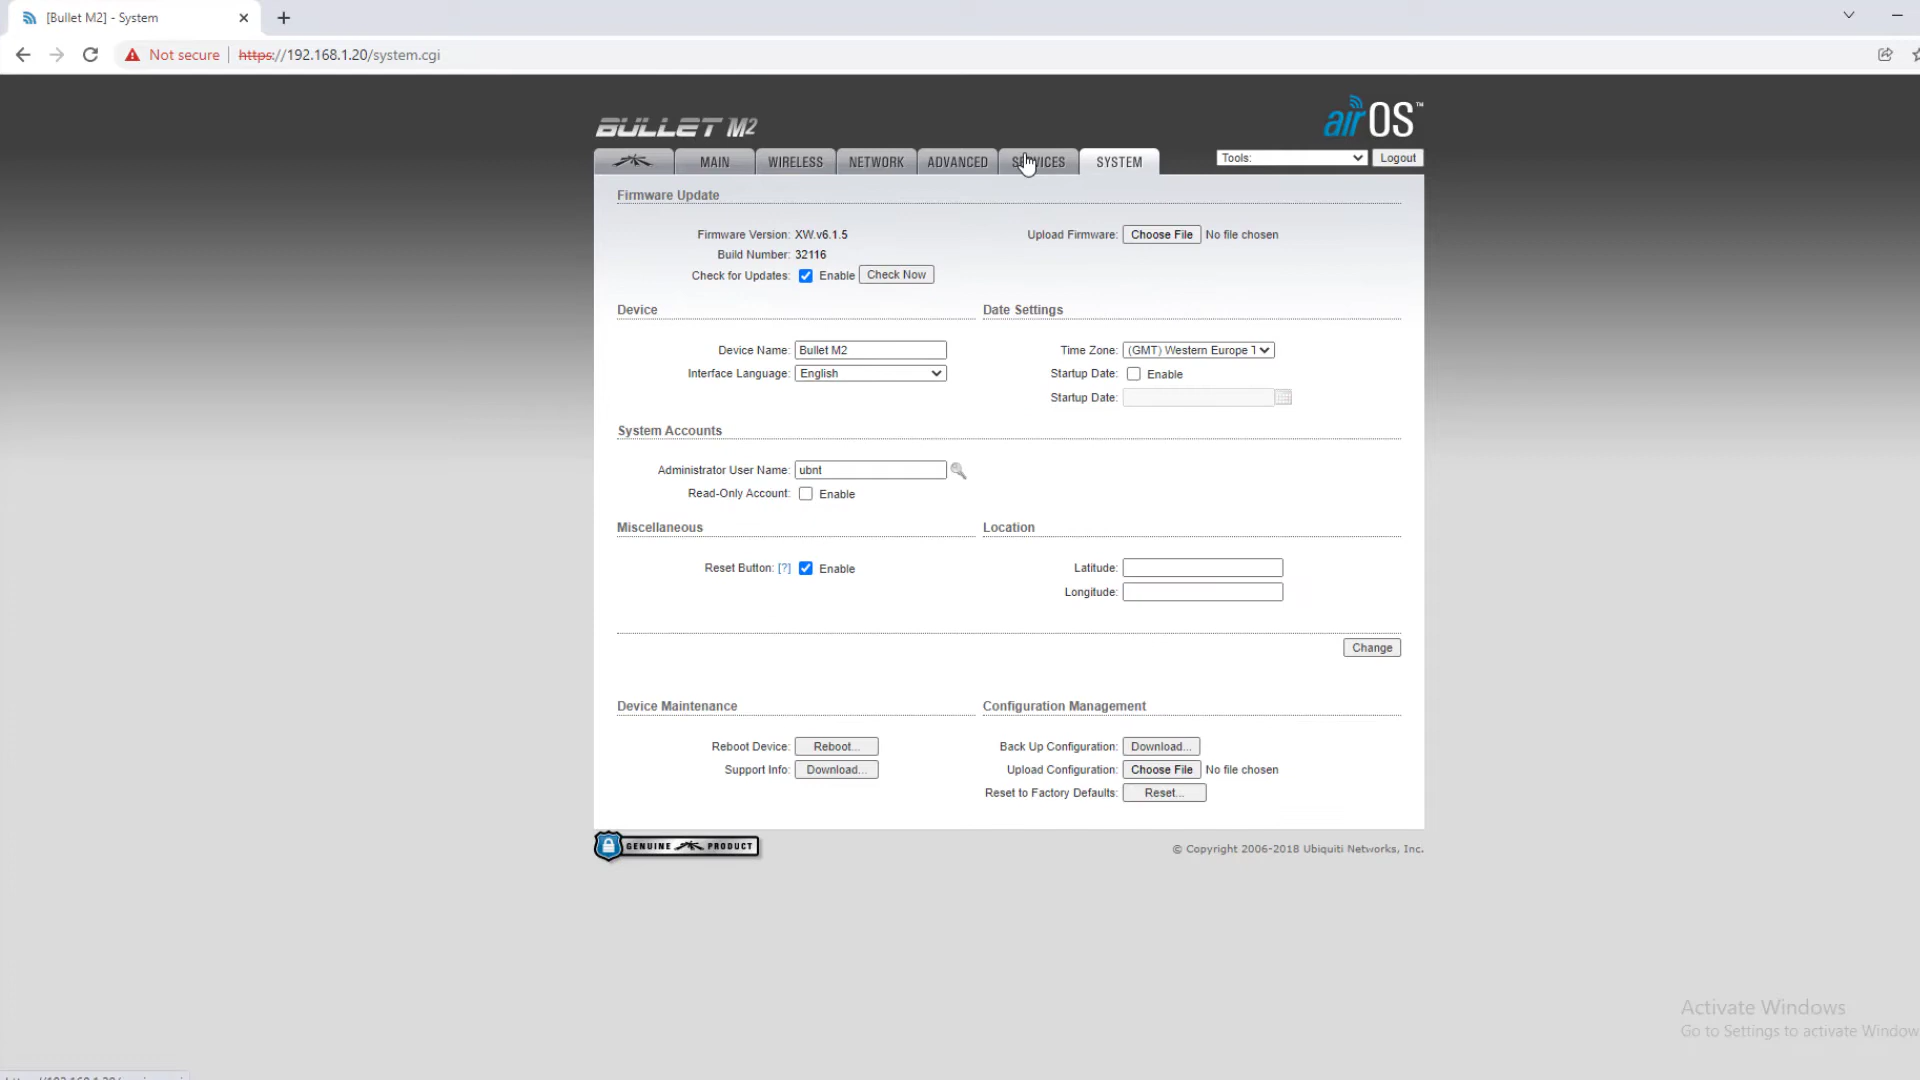 [Bullet M2] - System
Not secure https://192.168.1.20/system.cgi
BULLET M2
airOS™
MAIN WIRELESS NETWORK ADVANCED SERVICES SYSTEM Tools: Logout
Firmware Update
Firmware Version: XW.v6.1.5 Upload Firmware: Choose File No file chosen
Build Number: 32116
Check for Updates: Enable Check Now
Device Date Settings
Device Name: Bullet M2 Time Zone: (GMT) Western Europe T
Interface Language: English Startup Date: Enable
Startup Date:
System Accounts
Administrator User Name: ubnt
Read-Only Account: Enable
Miscellaneous Location
Reset Button: [?] Enable Latitude:
Longitude:
Change
Device Maintenance Configuration Management
Reboot Device: Reboot... Back Up Configuration: Download...
Support Info: Download... Upload Configuration: Choose File No file chosen
Reset to Factory Defaults: Reset...
GENUINE PRODUCT
© Copyright 2006-2018 Ubiquiti Networks, Inc.
Activate Windows
Go to Settings to activate Window